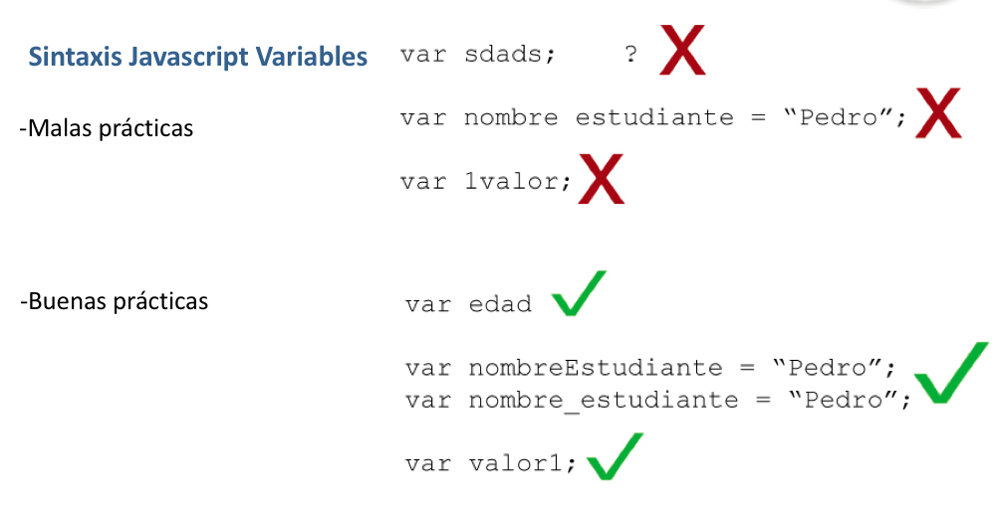 Sintaxis Javascript Variables
var sdads; ?
X
-Malas prácticas
var nombre estudiante = “Pedro”;
X
var 1valor;
X
-Buenas prácticas
var edad
var nombreEstudiante = “Pedro”;
var nombre_estudiante = “Pedro”;
var valor1;